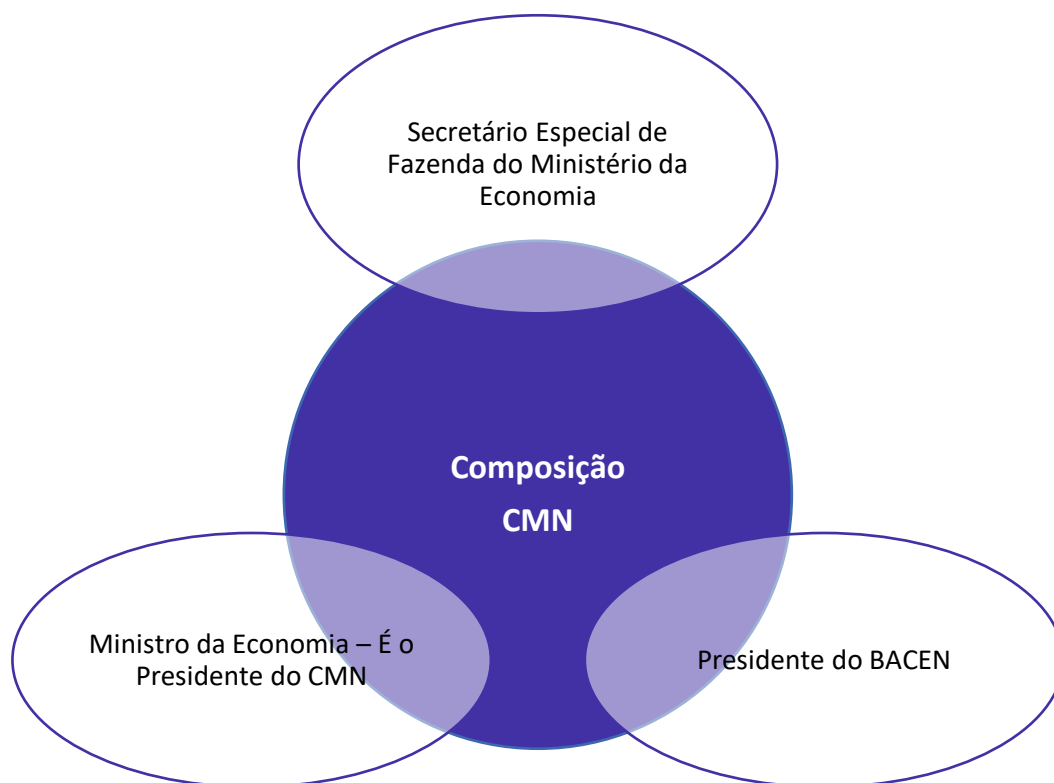 Secretário Especial de
Fazenda do Ministério da
Economia
Composição
CMN
Ministro da Economia – É o
Presidente do CMN
Presidente do BACEN